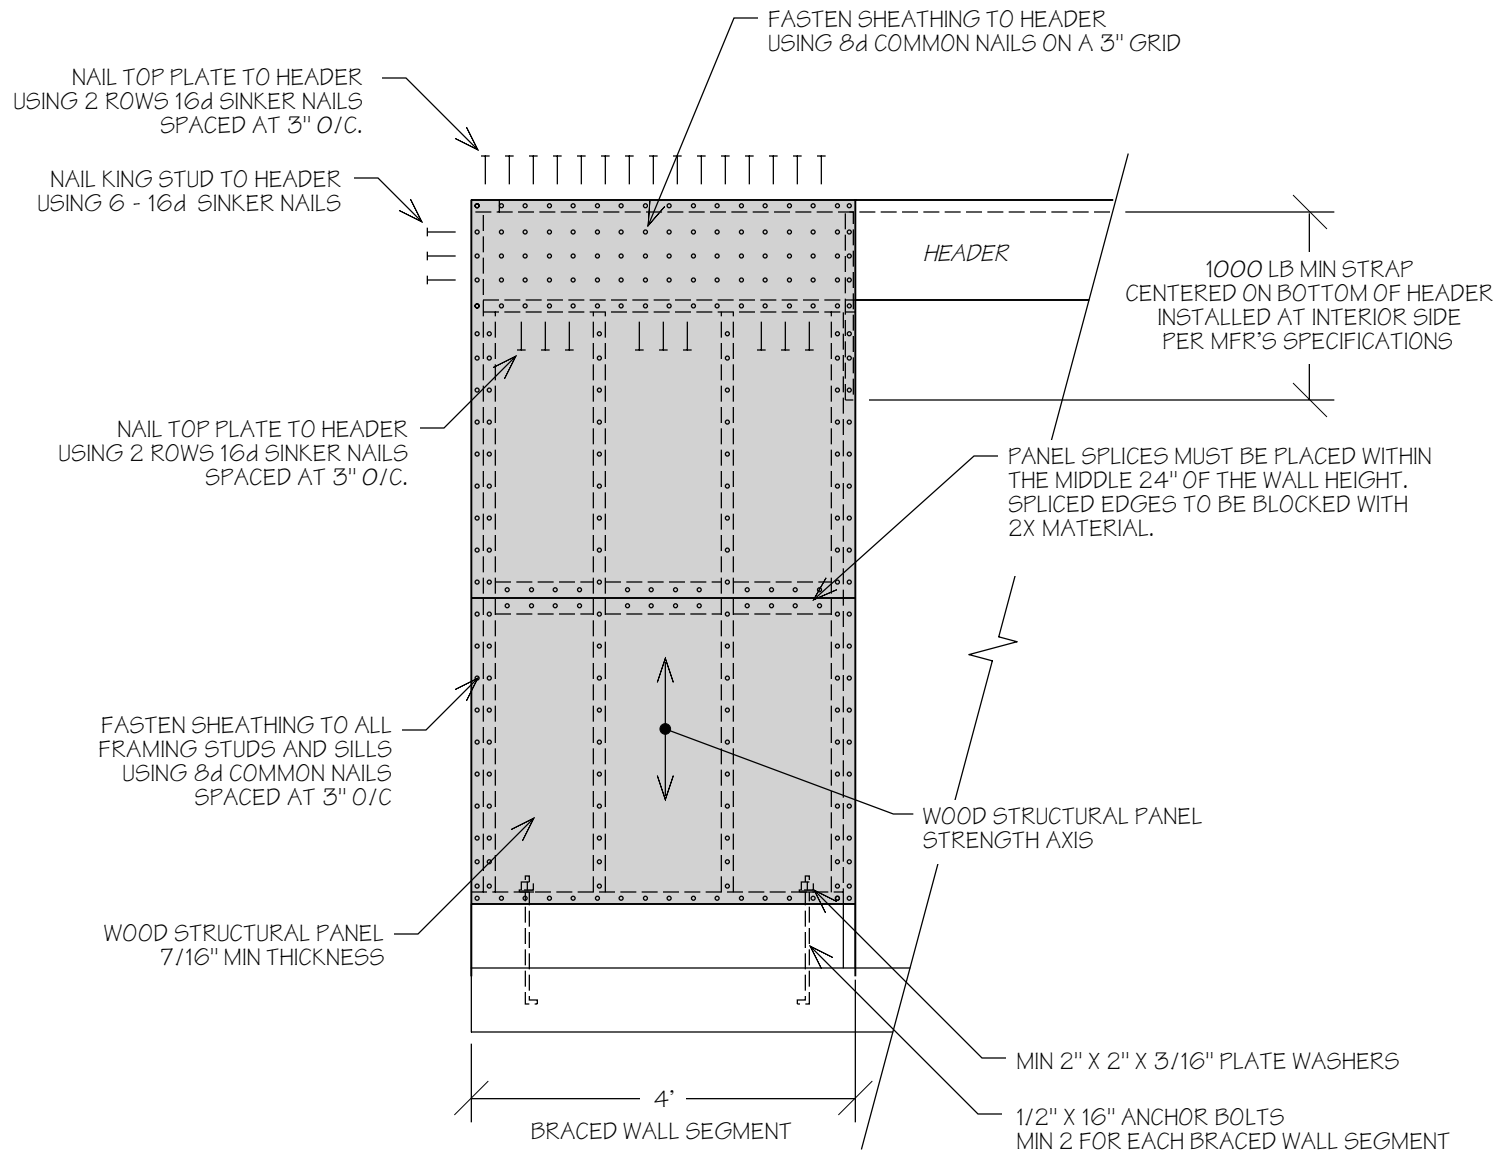 FASTEN SHEATHING TO HEADER
USING 8d COMMON NAILS ON A 3" GRID
NAIL TOP PLATE TO HEADER
USING 2 ROWS 16d SINKER NAILS
SPACED AT 3" O/C.
NAIL KING STUD TO HEADER
USING 6 - 16d SINKER NAILS
HEADER
1000 LB MIN STRAP
CENTERED ON BOTTOM OF HEADER
INSTALLED AT INTERIOR SIDE
PER MFR'S SPECIFICATIONS
NAIL TOP PLATE TO HEADER
USING 2 ROWS 16d SINKER NAILS
SPACED AT 3" O/C.
PANEL SPLICES MUST BE PLACED WITHIN
THE MIDDLE 24" OF THE WALL HEIGHT.
SPLICED EDGES TO BE BLOCKED WITH
2X MATERIAL.
FASTEN SHEATHING TO ALL
FRAMING STUDS AND SILLS
USING 8d COMMON NAILS
SPACED AT 3" O/C
WOOD STRUCTURAL PANEL
STRENGTH AXIS
WOOD STRUCTURAL PANEL
7/16" MIN THICKNESS
MIN 2" X 2" X 3/16" PLATE WASHERS
4'
BRACED WALL SEGMENT
1/2" X 16" ANCHOR BOLTS
MIN 2 FOR EACH BRACED WALL SEGMENT